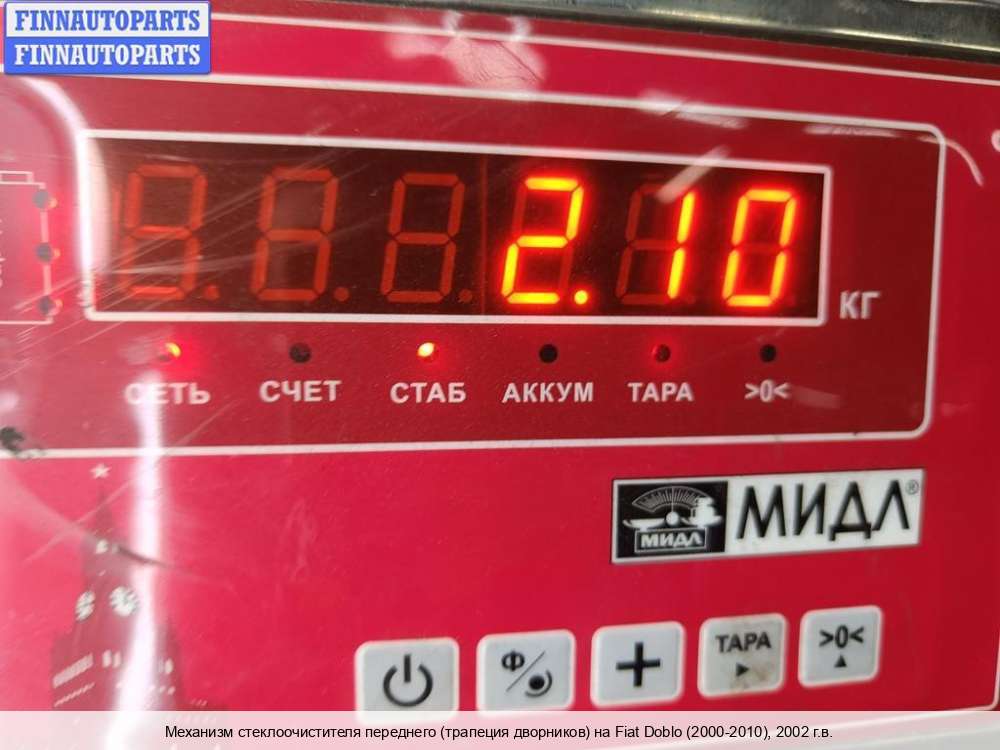 FINNAUTOPARTS
FINNAUTOPARTS
2.10
КГ
СЕТЬ СЧЕТ СТАБ АККУМ ТАРА >0<
МИДЛ МИДЛ®
Ф ТАРА >0<
Механизм стеклоочистителя переднего (трапеция дворников) на Fiat Doblo (2000-2010), 2002 г.в.